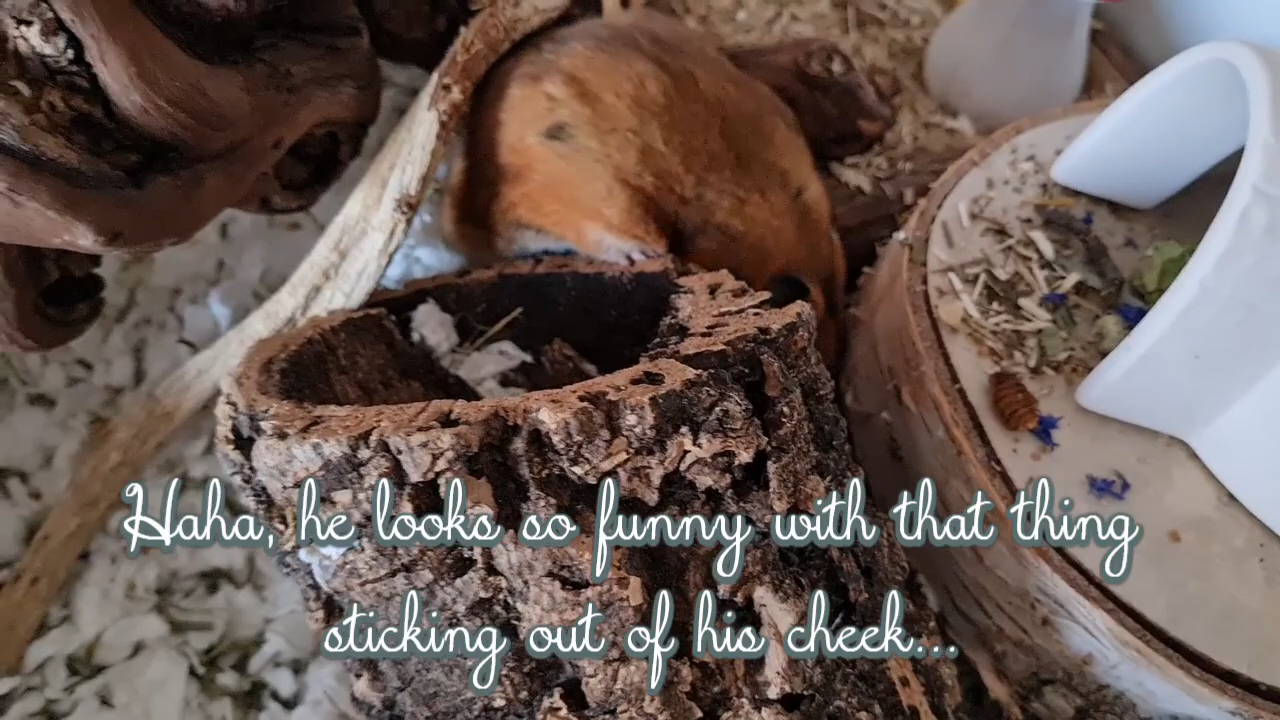 Haha, he looks so funny with that thing
sticking out of his cheek...